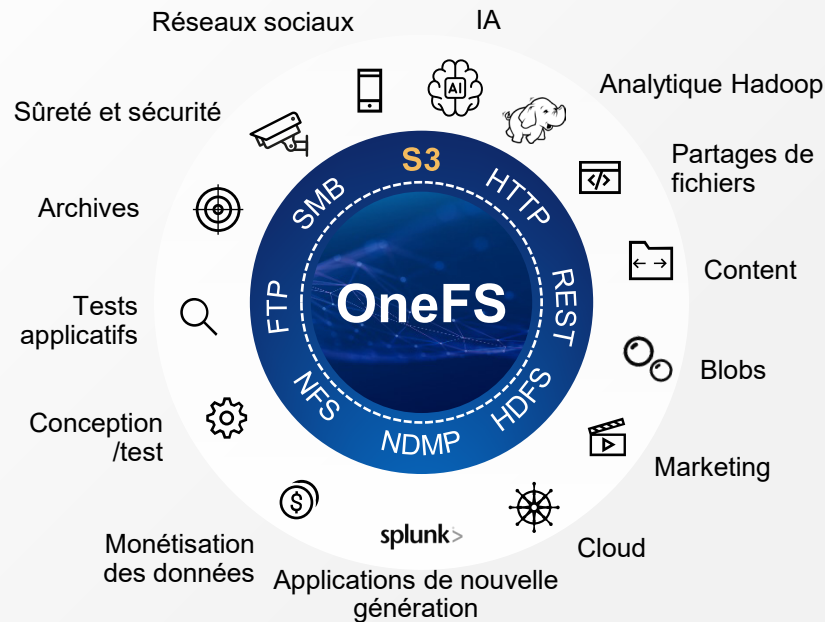 Réseaux sociaux
IA
Analytique Hadoop
Sûreté et sécurité
Partages de
fichiers
Archives
Content
Tests
applicatifs
Blobs
Conception
/test
Marketing
Monétisation
des données
Cloud
Applications de nouvelle
génération
AI
</>
$
splunk>
S3
HTTP
REST
HDFS
NDMP
NFS
FTP
SMB
OneFS